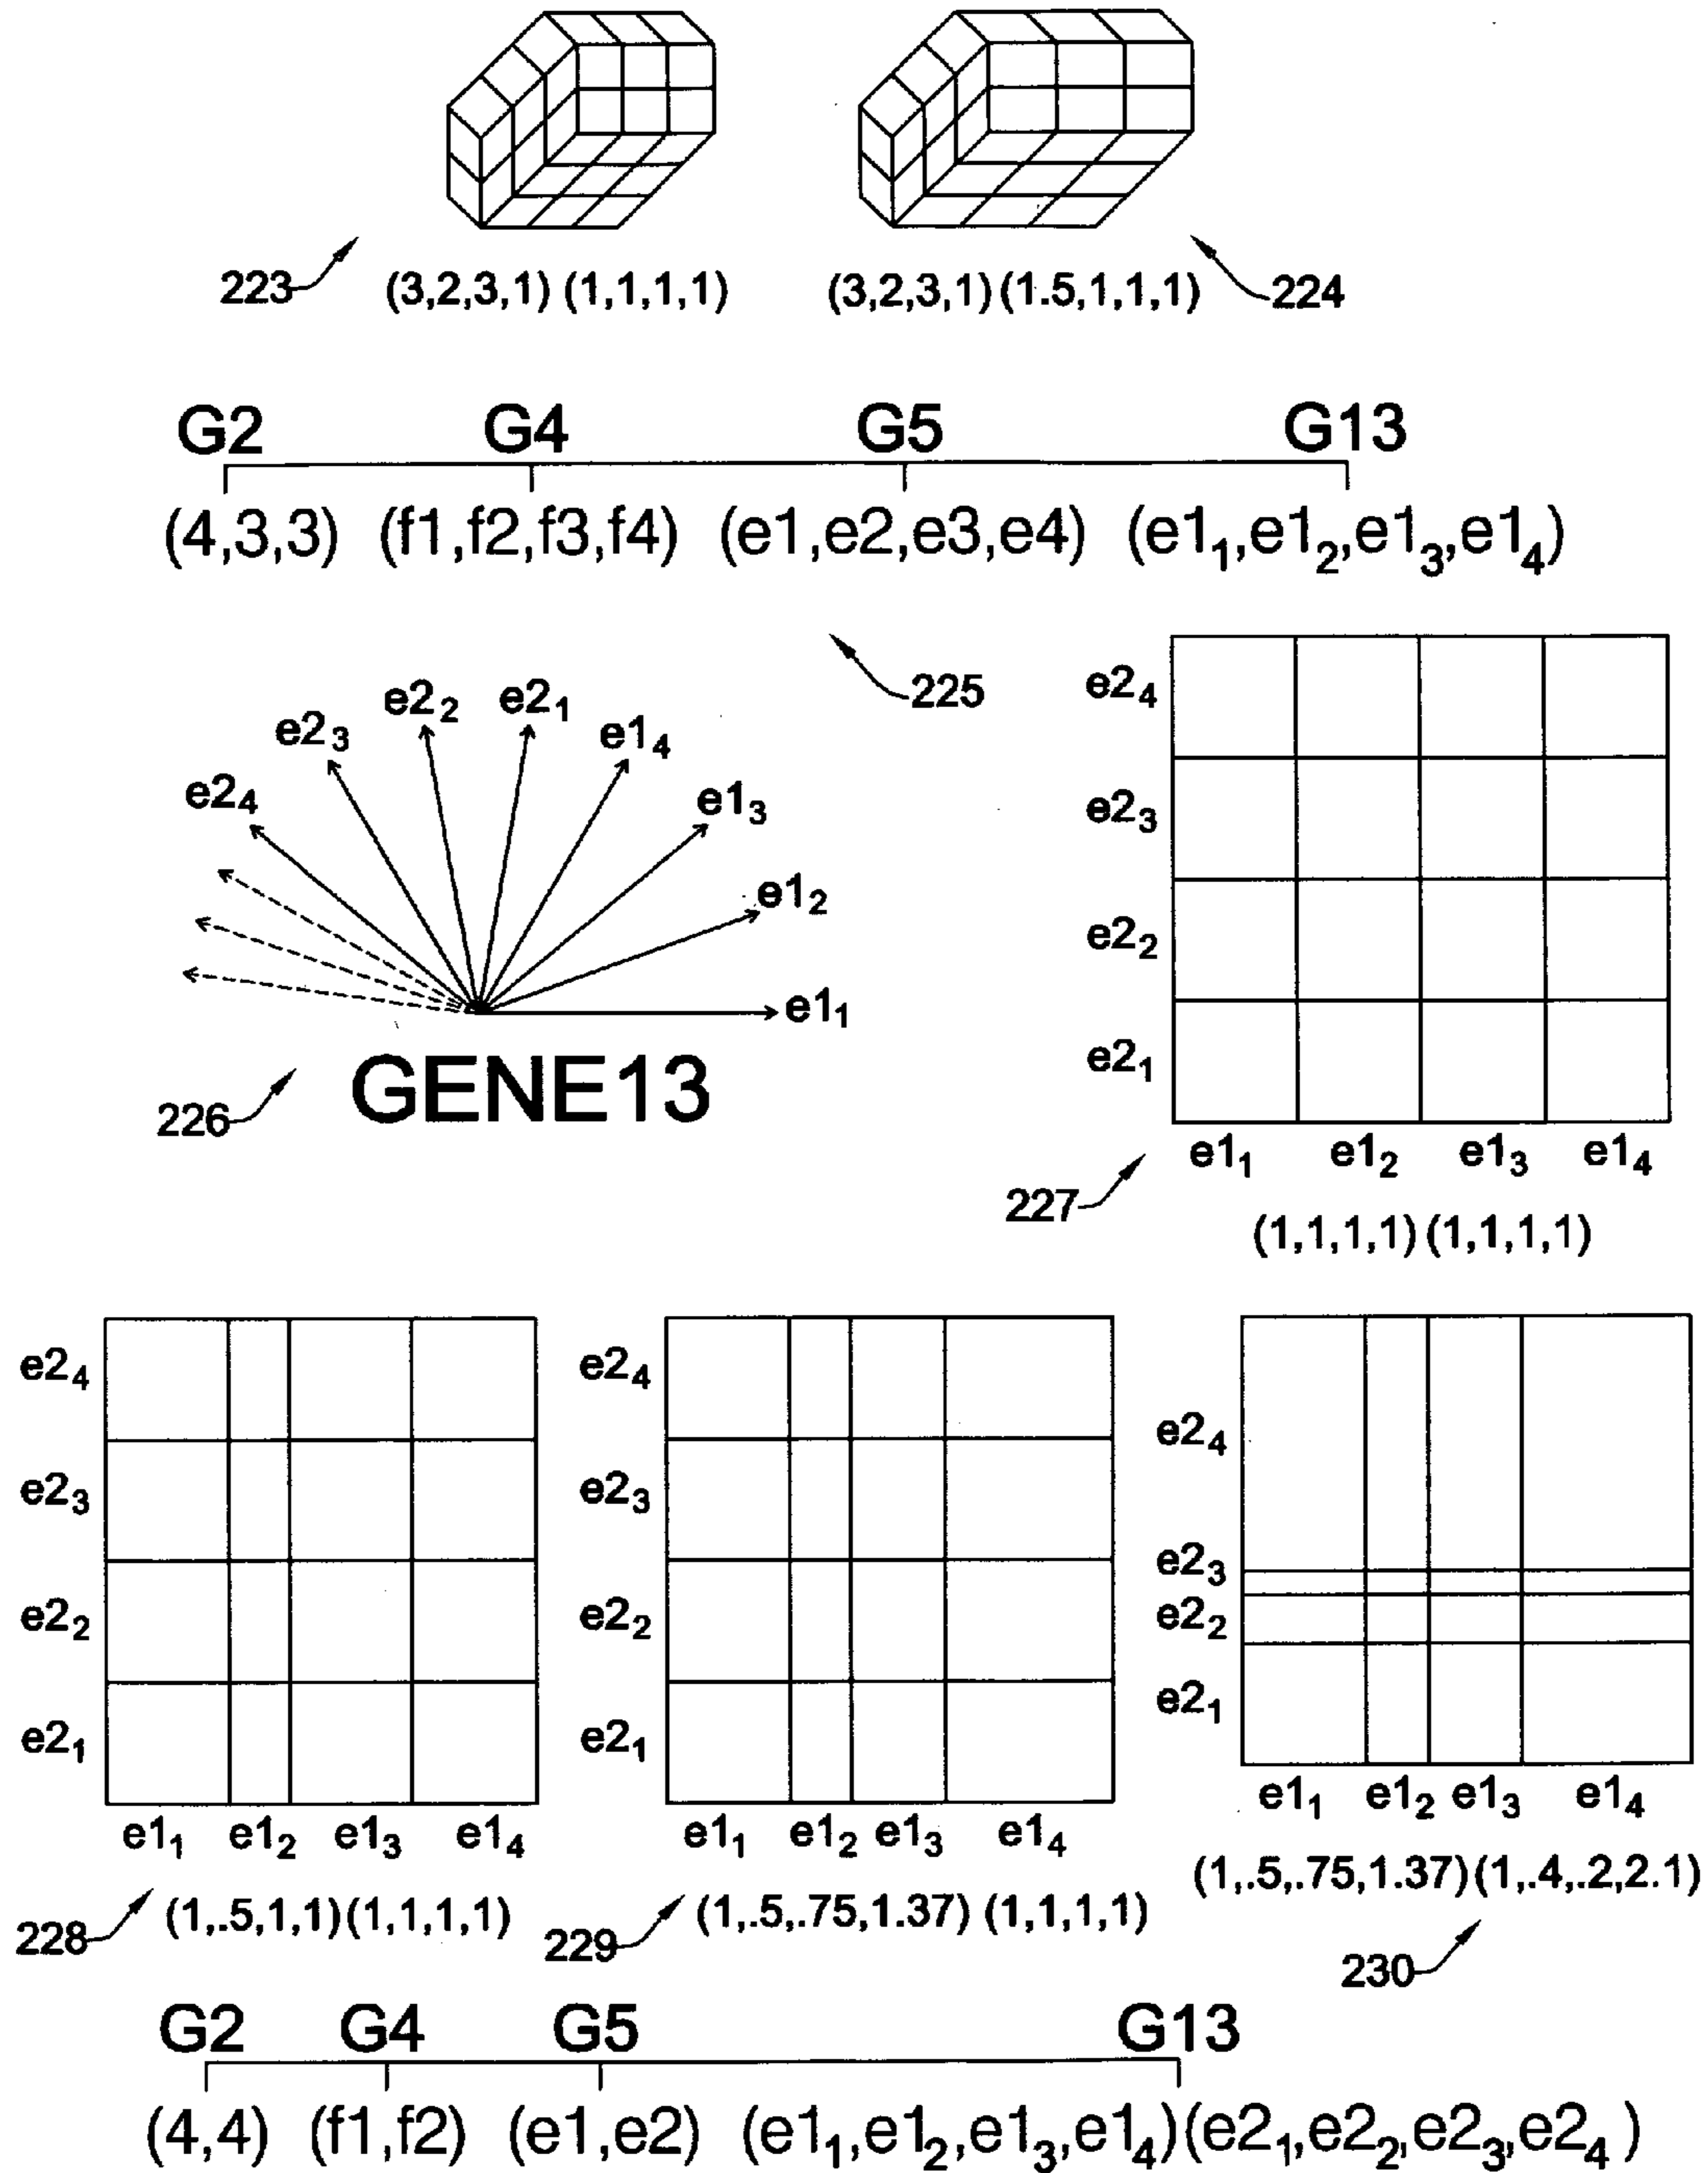 223 (3,2,3,1) (1,1,1,1) (3,2,3,1) (1.5,1,1,1) 224
G2 G4 G5 G13
(4,3,3) (f1,f2,f3,f4) (e1,e2,e3,e4) (e1₁,e1₂,e1₃,e1₄)
225
e2₄ e2₃ e2₂ e2₁ e1₄ e1₃ e1₂ e1₁
GENE13
226
e2₄
e2₃
e2₂
e2₁
e1₁ e1₂ e1₃ e1₄
227
(1,1,1,1) (1,1,1,1)
e2₄
e2₃
e2₂
e2₁
e1₁ e1₂ e1₃ e1₄
228 (1,.5,1,1) (1,1,1,1)
e2₄
e2₃
e2₂
e2₁
e1₁ e1₂ e1₃ e1₄
229 (1,.5,.75,1.37) (1,1,1,1)
e2₄
e2₃
e2₂
e2₁
e1₁ e1₂ e1₃ e1₄
(1,.5,.75,1.37) (1,.4,.2,2.1)
230
G2 G4 G5 G13
(4,4) (f1,f2) (e1,e2) (e1₁,e1₂,e1₃,e1₄)(e2₁,e2₂,e2₃,e2₄ )